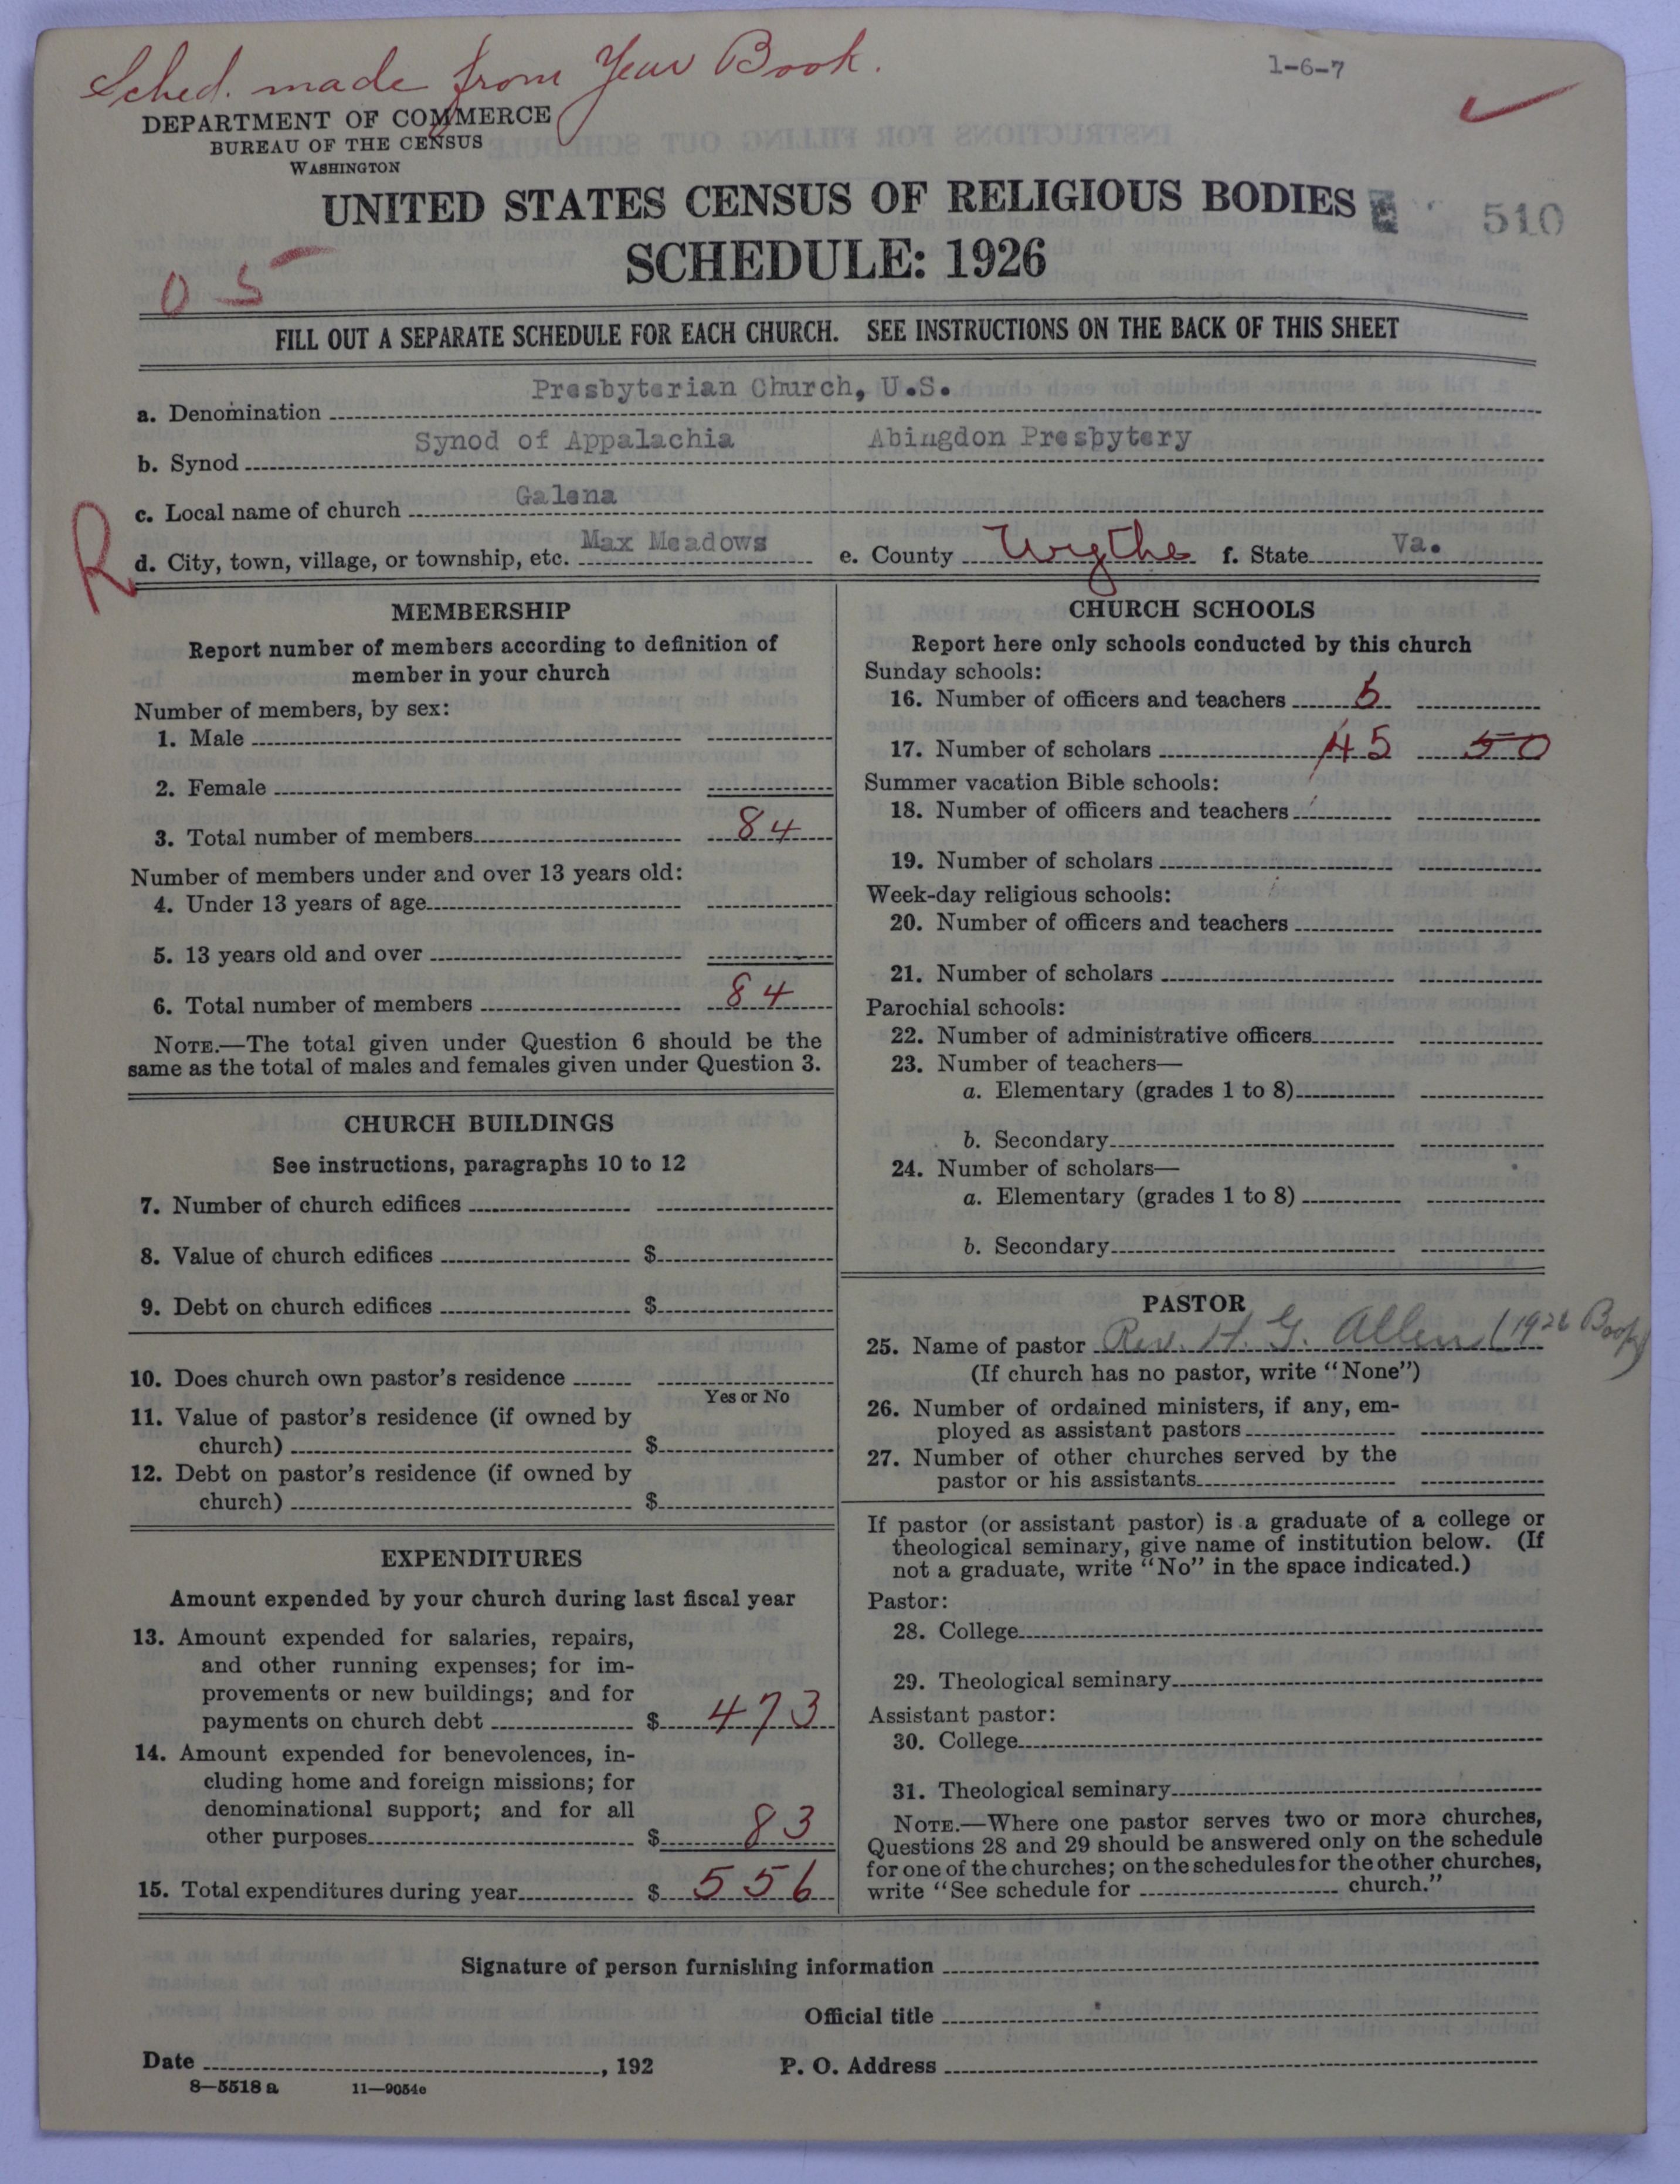 Sched. made from Year Book.
1-6-7
DEPARTMENT OF COMMERCE
BUREAU OF THE CENSUS
WASHINGTON
UNITED STATES CENSUS OF RELIGIOUS BODIES
510
SCHEDULE: 1926
0 5
FILL OUT A SEPARATE SCHEDULE FOR EACH CHURCH. SEE INSTRUCTIONS ON THE BACK OF THIS SHEET
a. Denomination Presbyterian Church, U.S.
b. Synod Synod of Appalachia Abingdon Presbytery
c. Local name of church Galena
R
d. City, town, village, or township, etc. Max Meadows e. County Wythe f. State Va.
MEMBERSHIP
Report number of members according to definition of
member in your church
Number of members, by sex:
1. Male
2. Female
3. Total number of members 84
Number of members under and over 13 years old:
4. Under 13 years of age
5. 13 years old and over
6. Total number of members 84
NOTE.—The total given under Question 6 should be the
same as the total of males and females given under Question 3.
CHURCH BUILDINGS
See instructions, paragraphs 10 to 12
7. Number of church edifices
8. Value of church edifices $
9. Debt on church edifices $
10. Does church own pastor's residence
Yes or No
11. Value of pastor's residence (if owned by
church) $
12. Debt on pastor's residence (if owned by
church) $
EXPENDITURES
Amount expended by your church during last fiscal year
13. Amount expended for salaries, repairs,
and other running expenses; for im-
provements or new buildings; and for
payments on church debt $ 473
14. Amount expended for benevolences, in-
cluding home and foreign missions; for
denominational support; and for all
other purposes $ 83
15. Total expenditures during year $ 556
CHURCH SCHOOLS
Report here only schools conducted by this church
Sunday schools:
16. Number of officers and teachers 5
17. Number of scholars 45 50
Summer vacation Bible schools:
18. Number of officers and teachers
19. Number of scholars
Week-day religious schools:
20. Number of officers and teachers
21. Number of scholars
Parochial schools:
22. Number of administrative officers
23. Number of teachers—
a. Elementary (grades 1 to 8)
b. Secondary
24. Number of scholars—
a. Elementary (grades 1 to 8)
b. Secondary
PASTOR
25. Name of pastor Rev. H. G. Allen (1926 Book)
(If church has no pastor, write "None")
26. Number of ordained ministers, if any, em-
ployed as assistant pastors
27. Number of other churches served by the
pastor or his assistants
If pastor (or assistant pastor) is a graduate of a college or
theological seminary, give name of institution below. (If
not a graduate, write "No" in the space indicated.)
Pastor:
28. College
29. Theological seminary
Assistant pastor:
30. College
31. Theological seminary
NOTE.—Where one pastor serves two or more churches,
Questions 28 and 29 should be answered only on the schedule
for one of the churches; on the schedules for the other churches,
write "See schedule for church."
Signature of person furnishing information
Official title
Date , 192 P. O. Address
8—5518 a 11—9054c